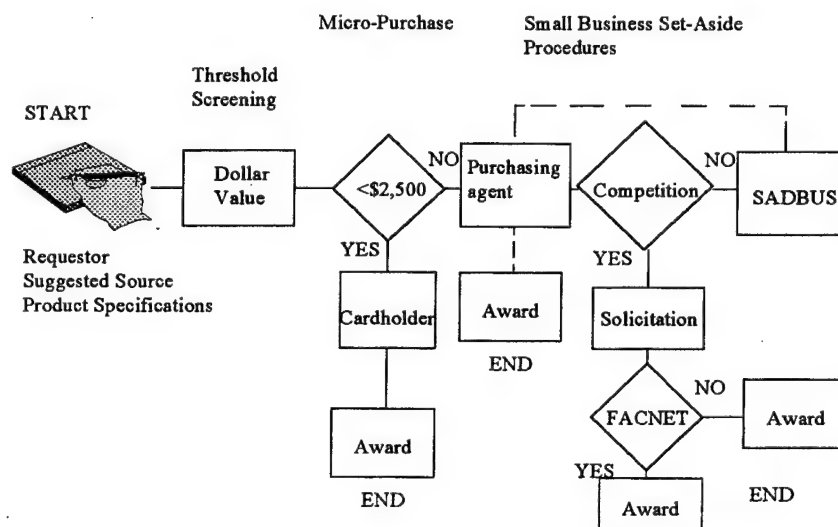 Micro-Purchase
Small Business Set-Aside
Procedures
Threshold
Screening
START
Dollar
Value
<$2,500
NO
Purchasing
agent
Competition
NO
SADBUS
Requestor
Suggested Source
Product Specifications
YES
Cardholder
Award
END
YES
Solicitation
FACNET
NO
Award
YES
Award
END
Award
END